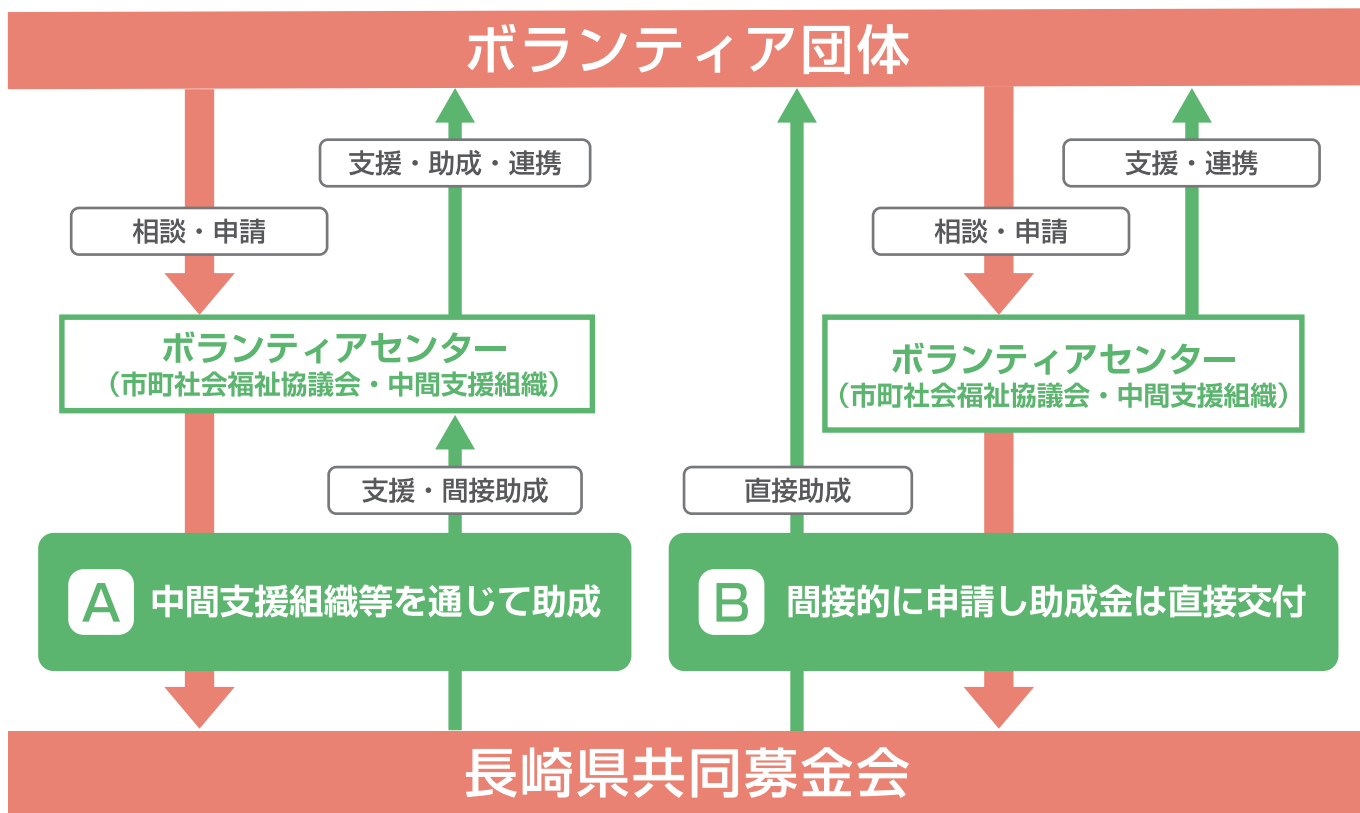 ボランティア団体
支援・助成・連携
相談・申請
ボランティアセンター
（市町社会福祉協議会・中間支援組織）
支援・間接助成
A 中間支援組織等を通じて助成
支援・連携
相談・申請
ボランティアセンター
（市町社会福祉協議会・中間支援組織）
直接助成
B 間接的に申請し助成金は直接交付
長崎県共同募金会